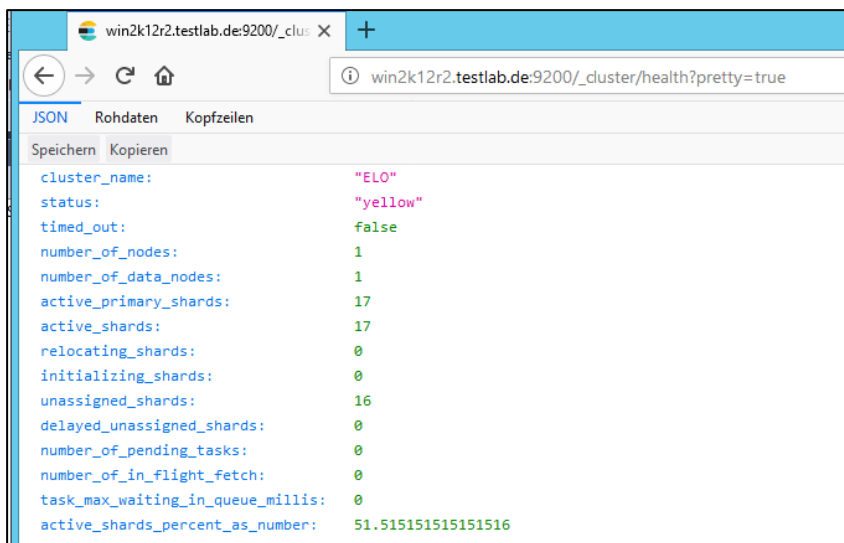 win2k12r2.testlab.de:9200/_clus
win2k12r2.testlab.de:9200/_cluster/health?pretty=true
JSON Rohdaten Kopfzeilen
Speichern Kopieren
cluster_name: "ELO"
status: "yellow"
timed_out: false
number_of_nodes: 1
number_of_data_nodes: 1
active_primary_shards: 17
active_shards: 17
relocating_shards: 0
initializing_shards: 0
unassigned_shards: 16
delayed_unassigned_shards: 0
number_of_pending_tasks: 0
number_of_in_flight_fetch: 0
task_max_waiting_in_queue_millis: 0
active_shards_percent_as_number: 51.515151515151516